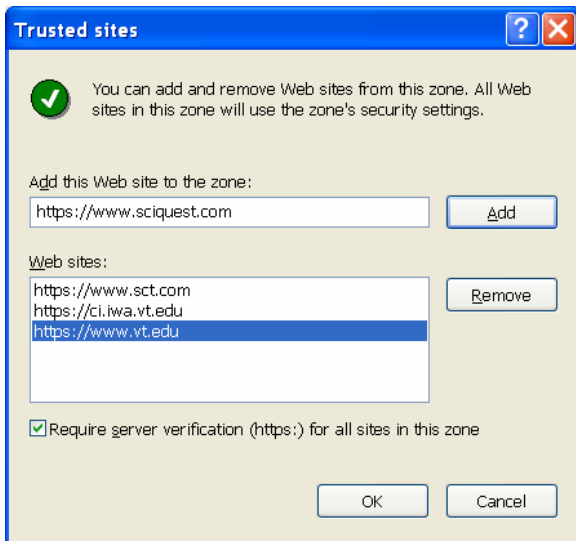 Trusted sites
You can add and remove Web sites from this zone. All Web
sites in this zone will use the zone's security settings.
Add this Web site to the zone:
https://www.sciquest.com
Add
Web sites:
https://www.sct.com
https://ci.iwa.vt.edu
https://www.vt.edu
Remove
Require server verification (https:) for all sites in this zone
OK
Cancel